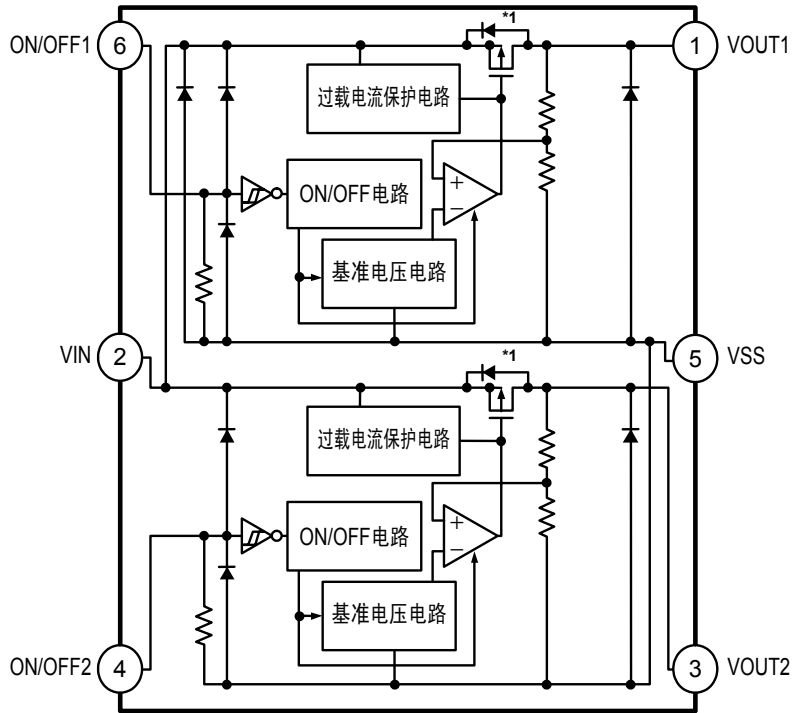 *1
ON/OFF1 6
1 VOUT1
过载电流保护电路
+
−
ON/OFF电路
基准电压电路
VIN 2
*1
5 VSS
过载电流保护电路
+
−
ON/OFF电路
基准电压电路
ON/OFF2 4
3 VOUT2